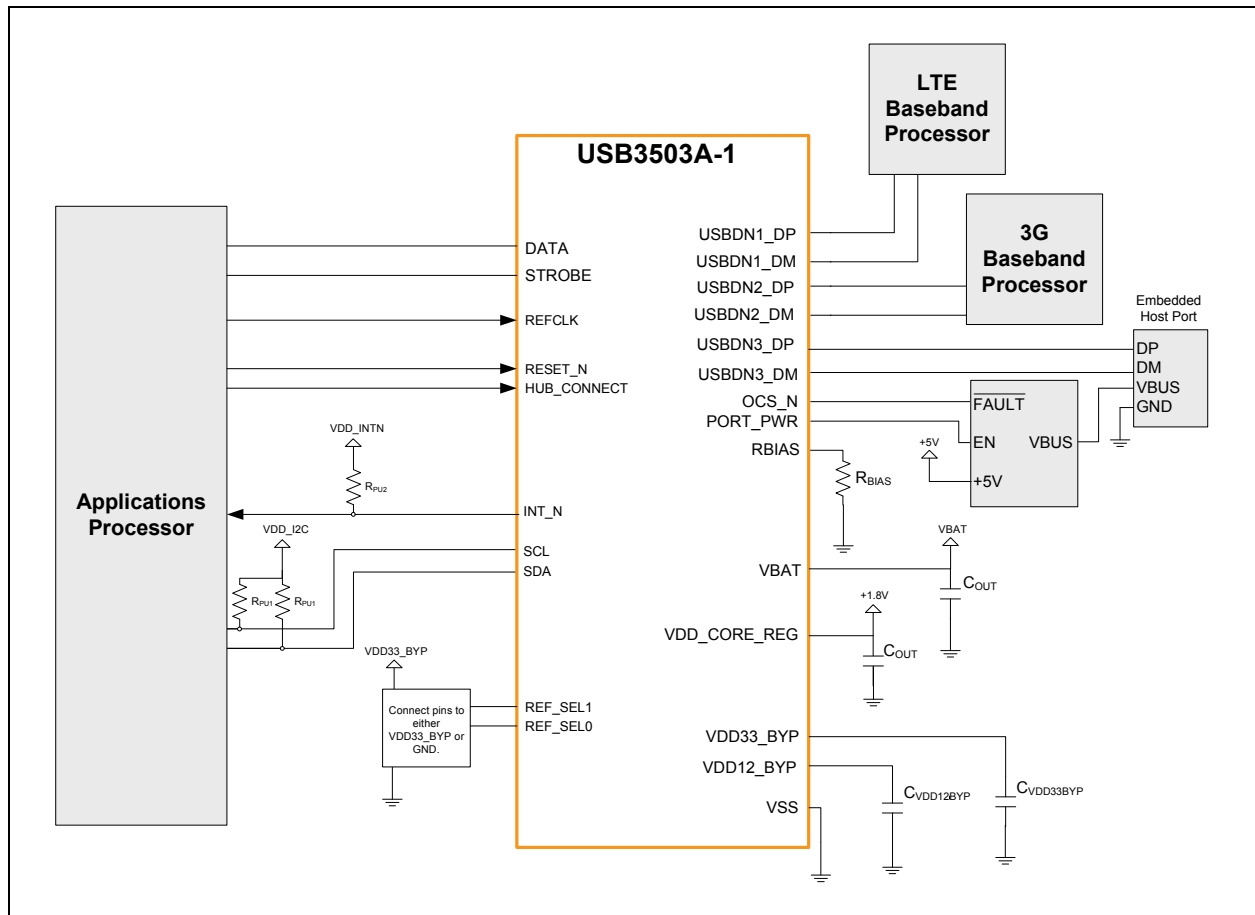 LTE
Baseband
Processor
USB3503A-1
3G
Baseband
Processor
Embedded
Host Port
Applications
Processor
DATA
STROBE
REFCLK
RESET_N
HUB_CONNECT
VDD_INTN
RPU2
INT_N
VDD_I2C
SCL
SDA
RPU1
RPU1
VDD33_BYP
Connect pins to
either
VDD33_BYP or
GND.
REF_SEL1
REF_SEL0
USBDN1_DP
USBDN1_DM
USBDN2_DP
USBDN2_DM
USBDN3_DP
USBDN3_DM
OCS_N
PORT_PWR
RBIAS
RBIAS
DP
DM
VBUS
GND
FAULT
EN
VBUS
+5V
+5V
VBAT
VBAT
COUT
+1.8V
VDD_CORE_REG
COUT
VDD33_BYP
VDD12_BYP
VSS
CVDD12BYP
CVDD33BYP